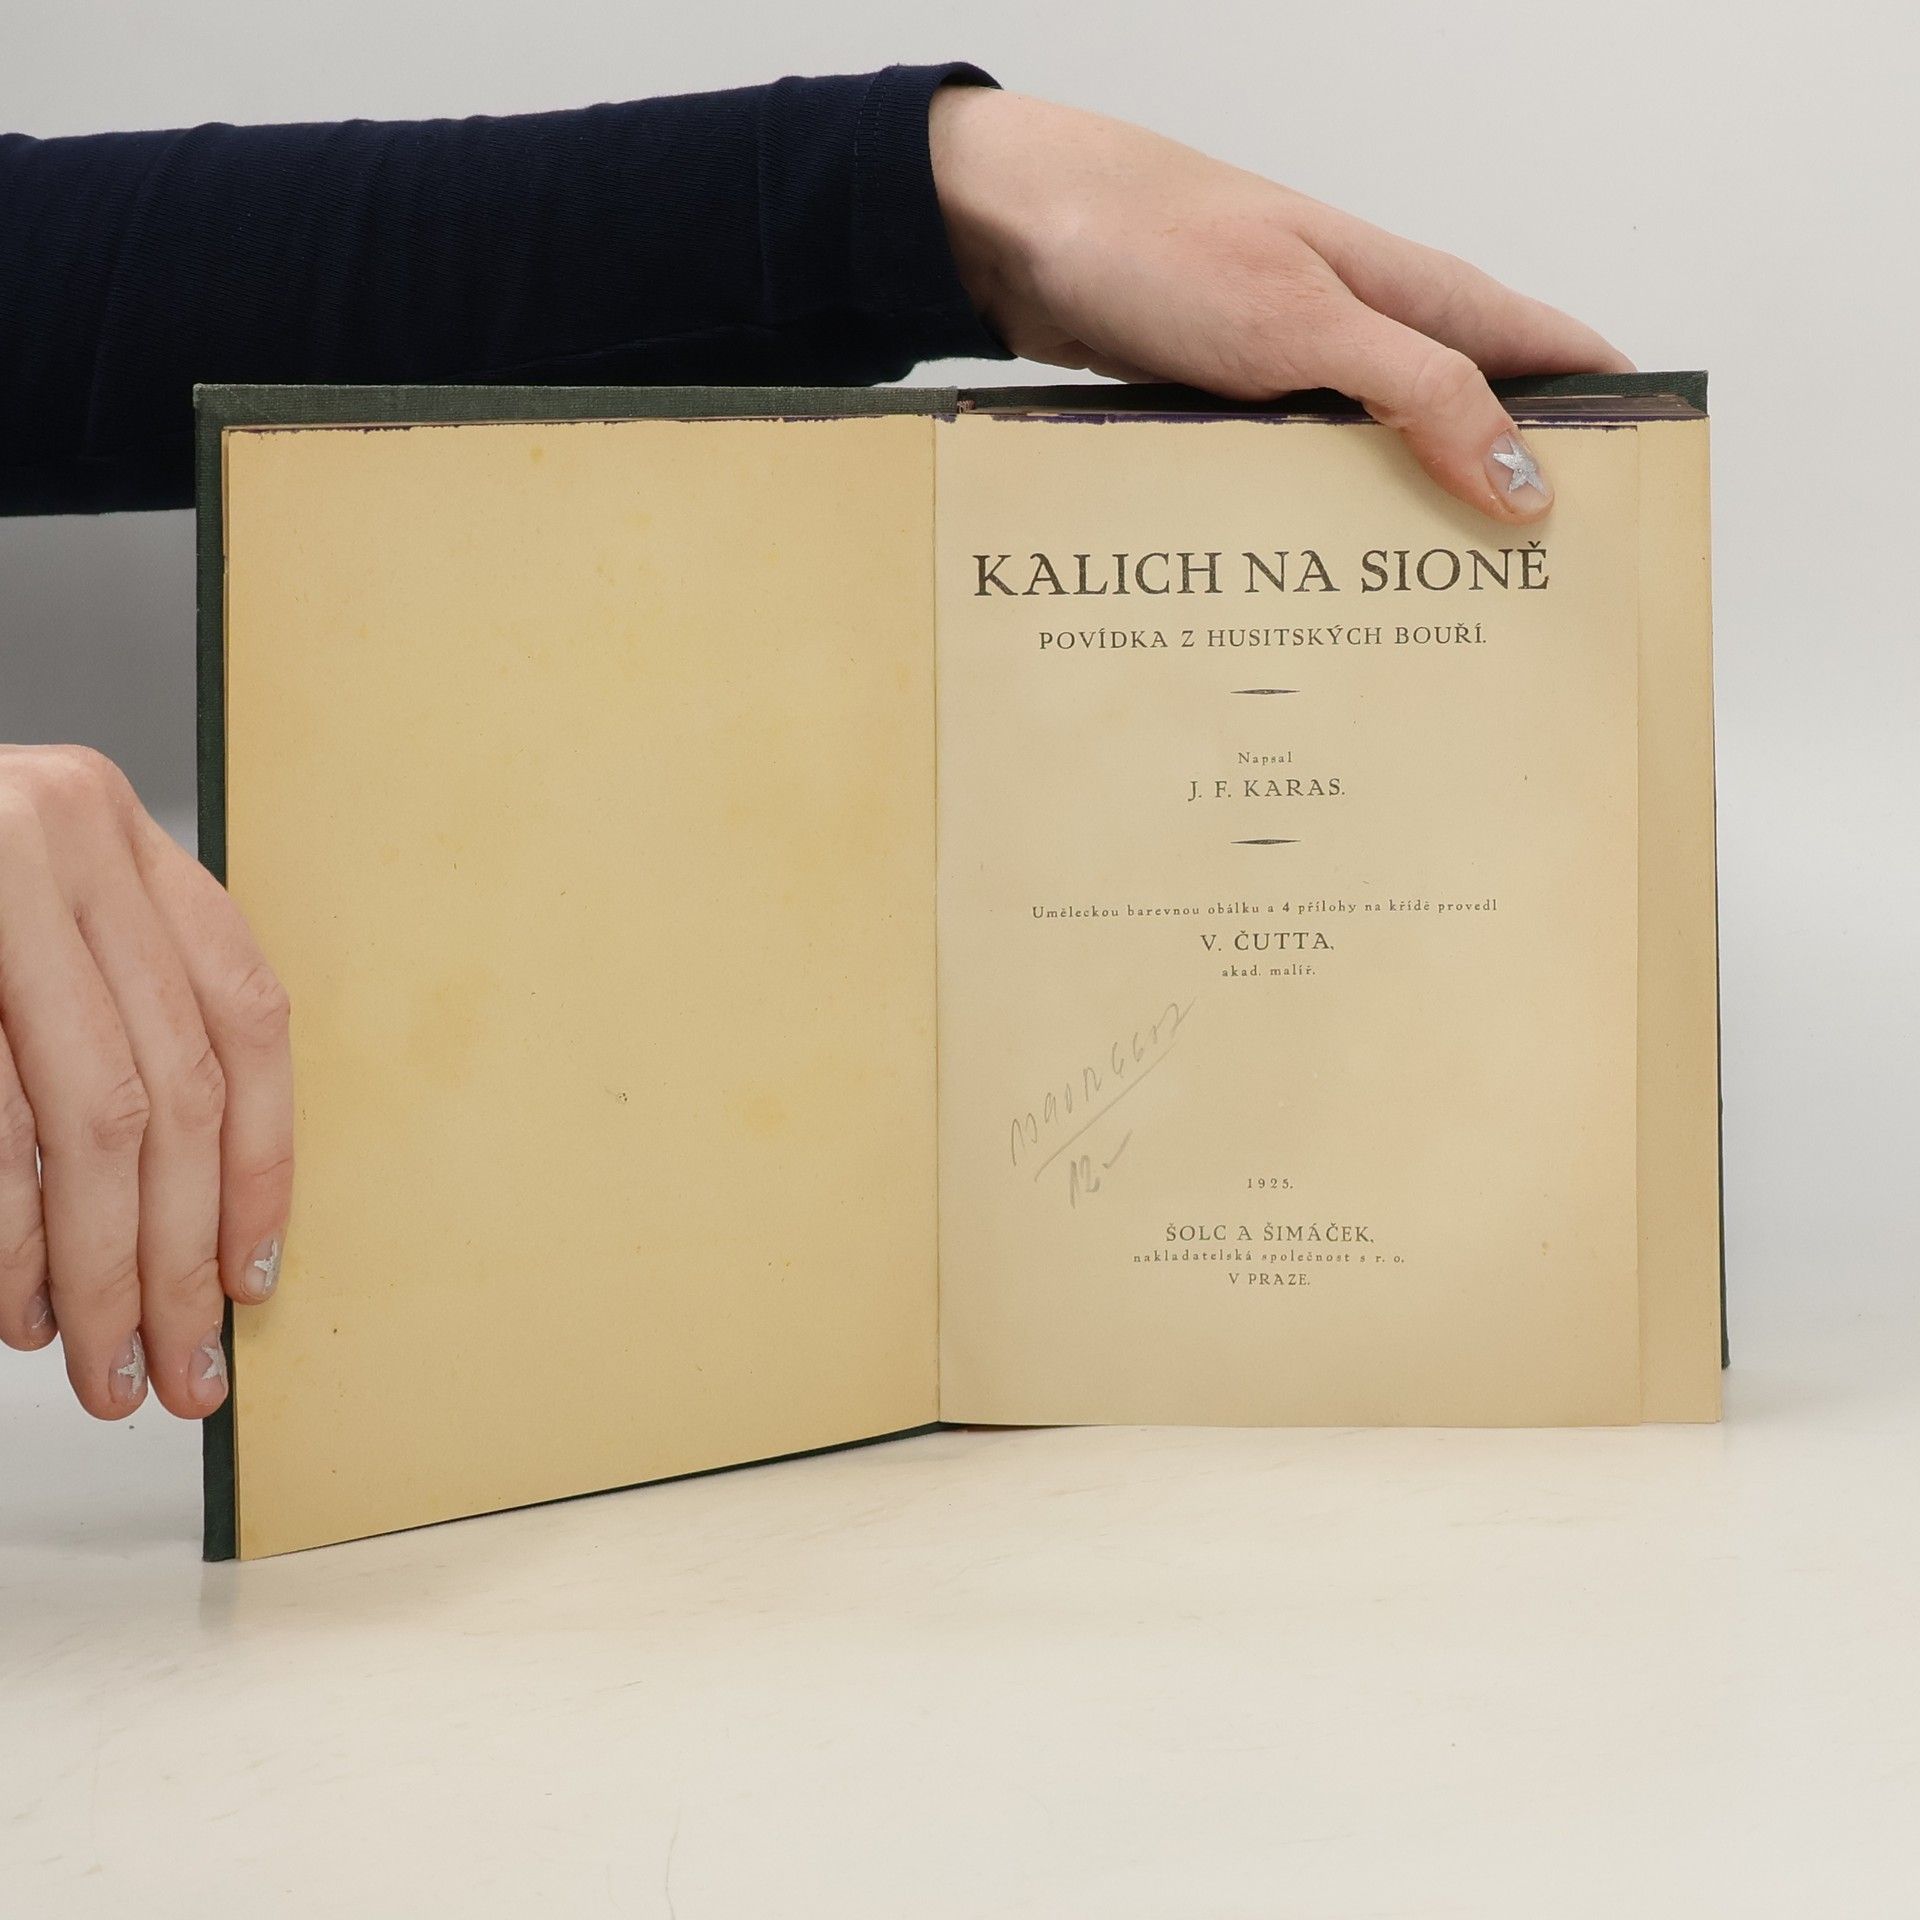 KALICH NA SIONĚ
POVÍDKA Z HUSITSKÝCH BOUŘÍ.
Napsal
J. F. KARAS.
Uměleckou barevnou obálku a 4 přílohy na křídě provedl
V. ČUTTA,
akad. malíř.
12-
1925.
ŠOLC A ŠIMÁČEK,
nakladatelská společnost s r. o.
V PRAZE.